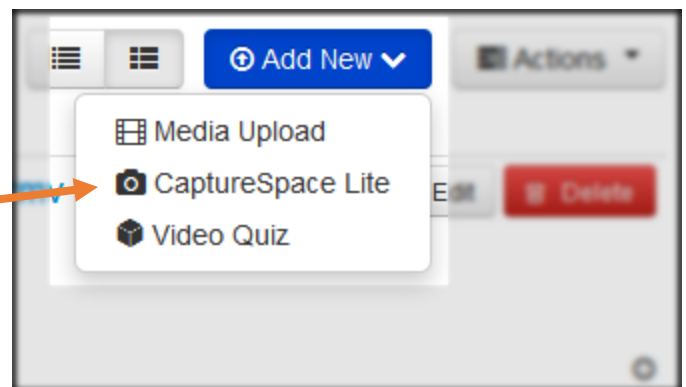 Add New Actions
Media Upload
CaptureSpace Lite
Edit Delete
Video Quiz